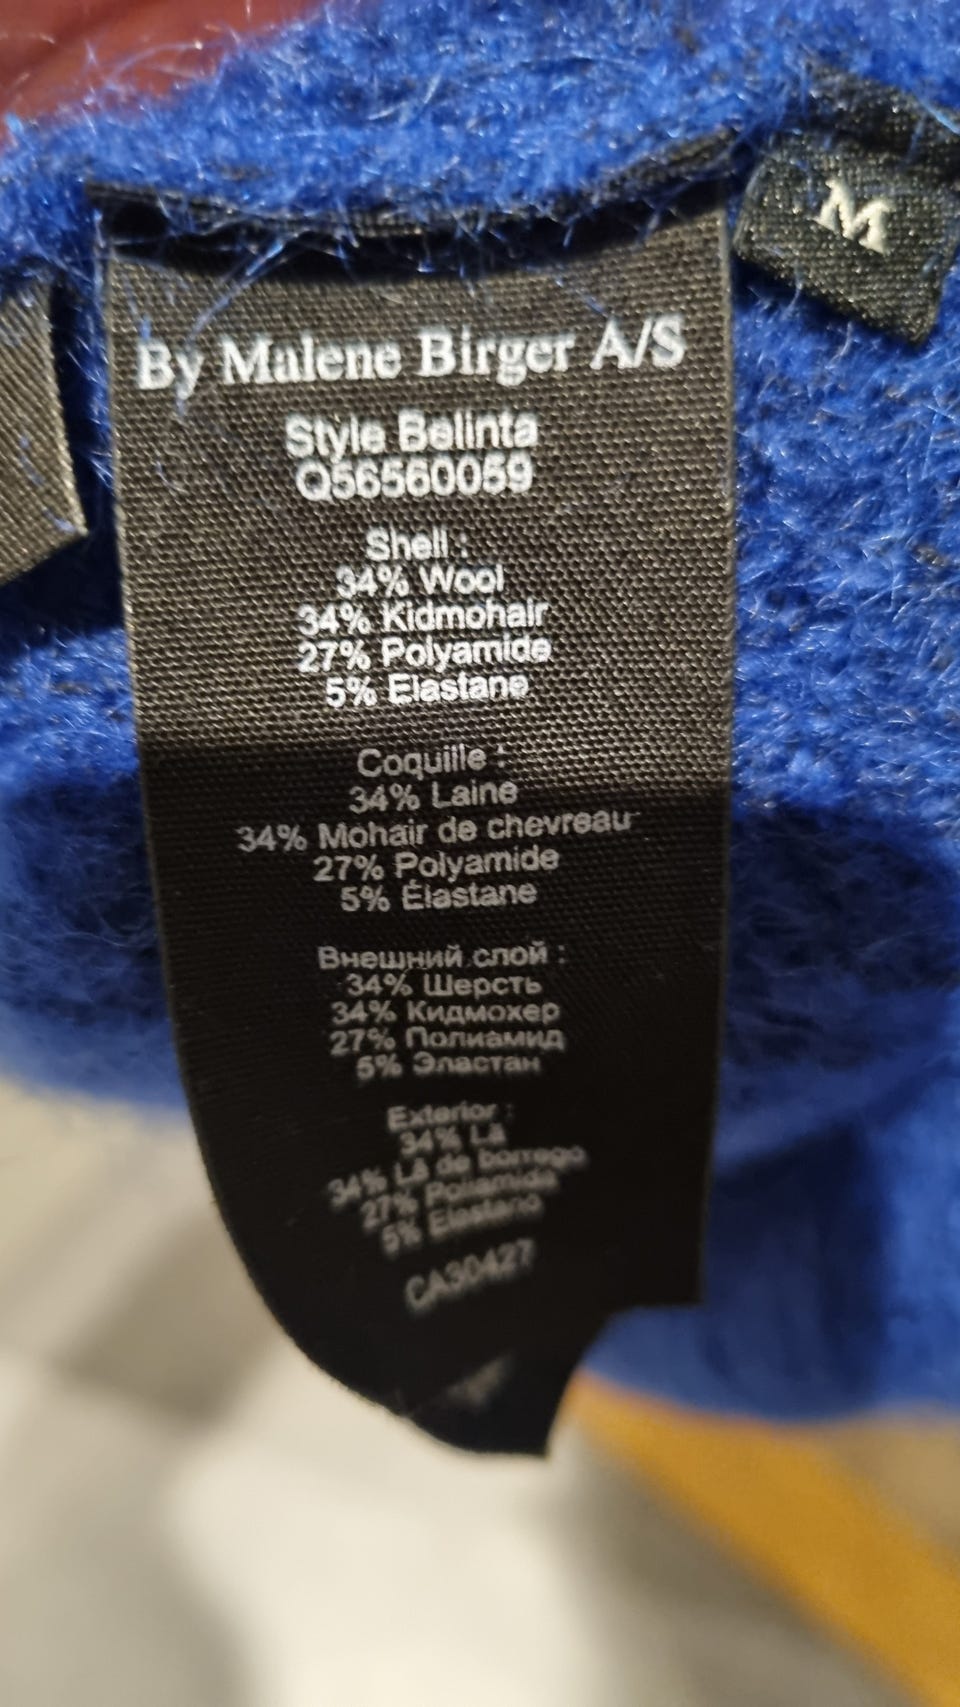 M
By Malene Birger A/S
Style Belinta
Q56560059
Shell :
34% Wool
34% Kidmohair
27% Polyamide
5% Elastane
Coquille :
34% Laine
34% Mohair de chevreau
27% Polyamide
5% Élastane
Внешний слой :
34% Шерсть
34% Кидмохер
27% Полиамид
5% Эластан
Exterior :
34% Lã
34% Lã de borrego
27% Poliamida
5% Elastano
CA30427